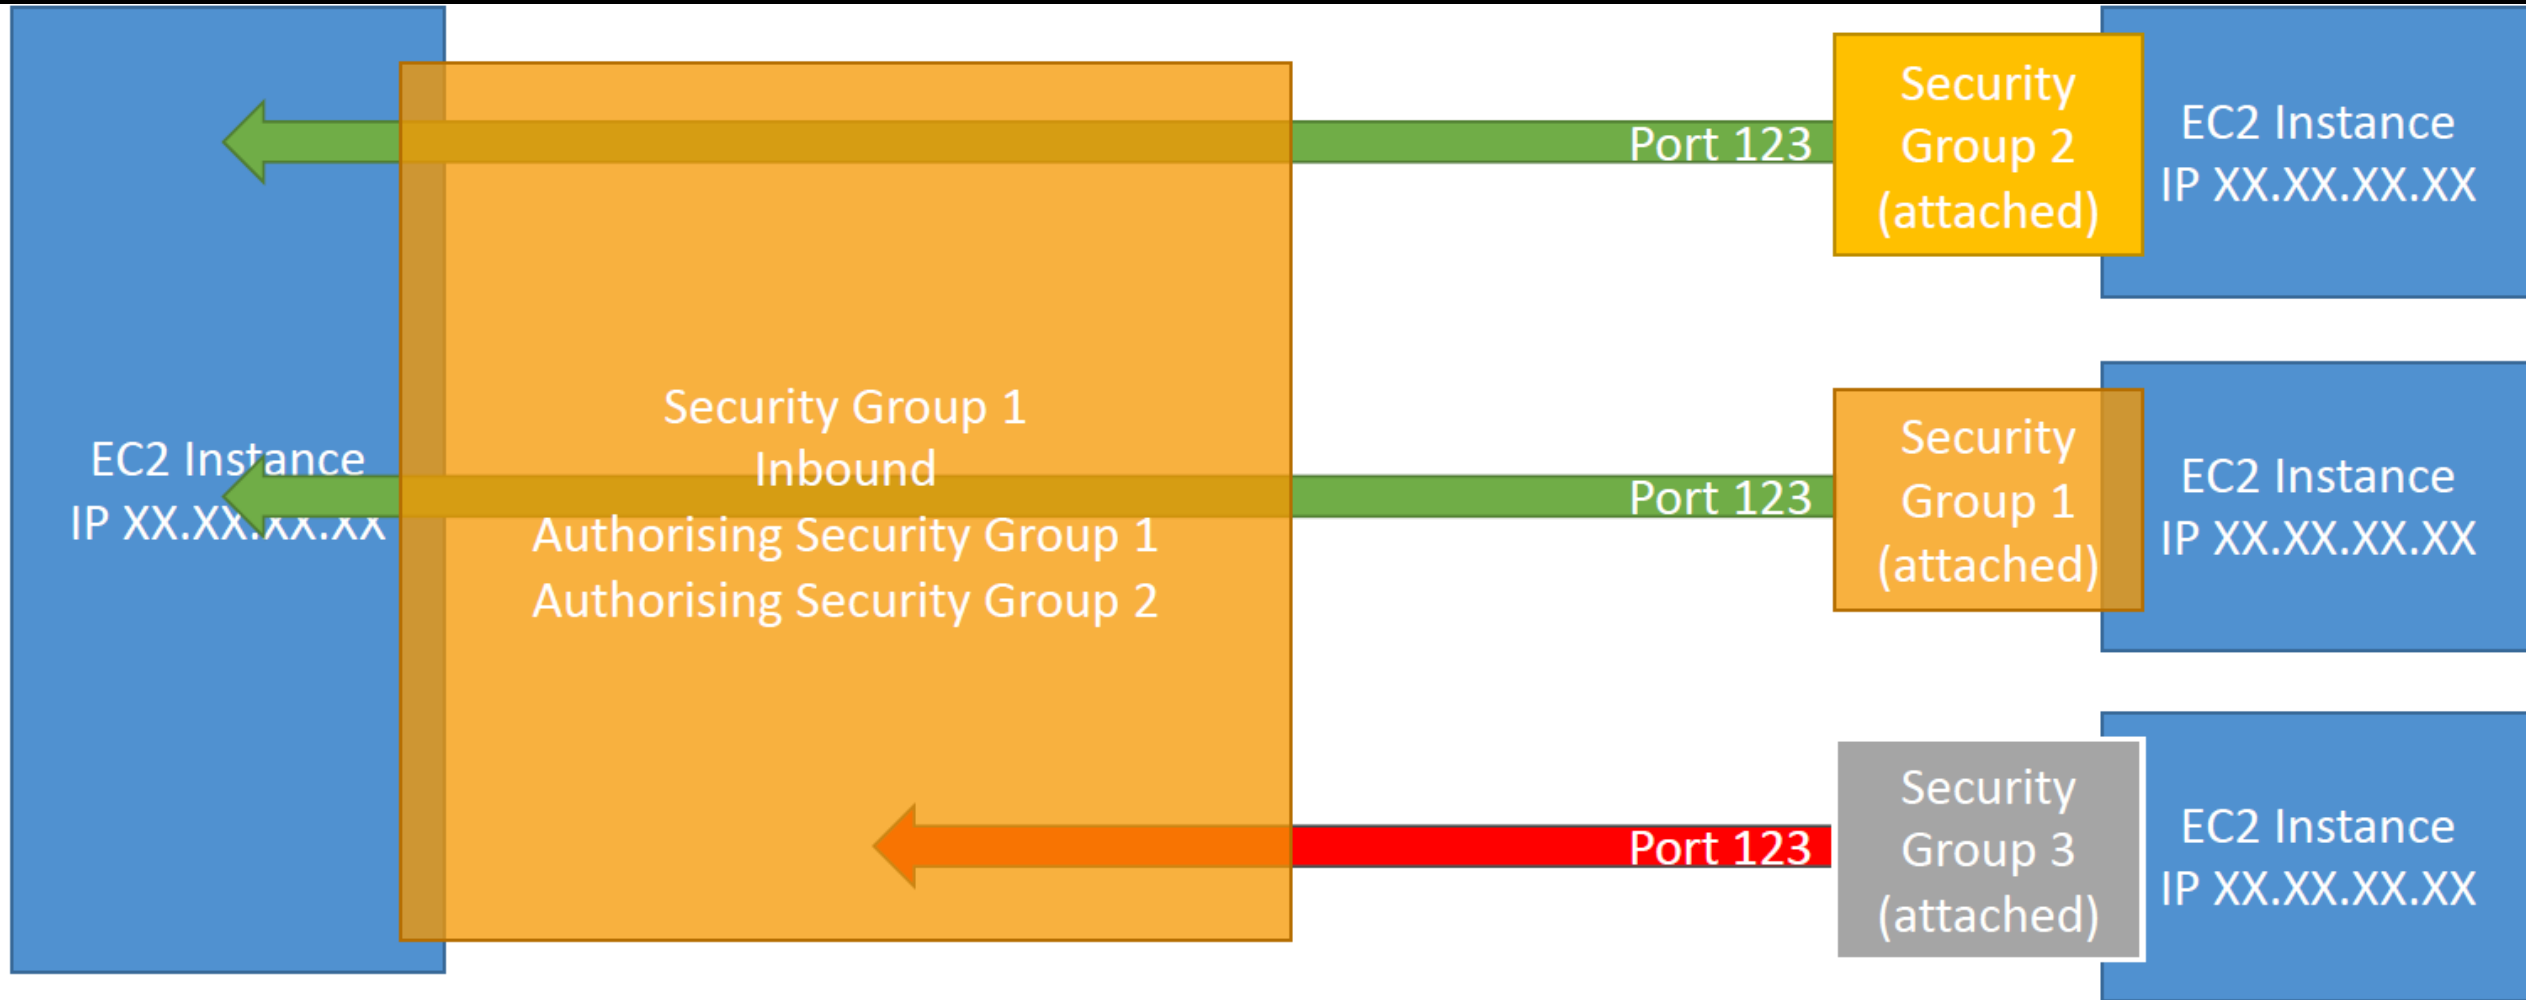 EC2 Instance
IP XX.XX.XX.XX
Security Group 1
Inbound
Authorising Security Group 1
Authorising Security Group 2
Port 123
Security
Group 2
(attached)
EC2 Instance
IP XX.XX.XX.XX
Port 123
Security
Group 1
(attached)
EC2 Instance
IP XX.XX.XX.XX
Port 123
Security
Group 3
(attached)
EC2 Instance
IP XX.XX.XX.XX